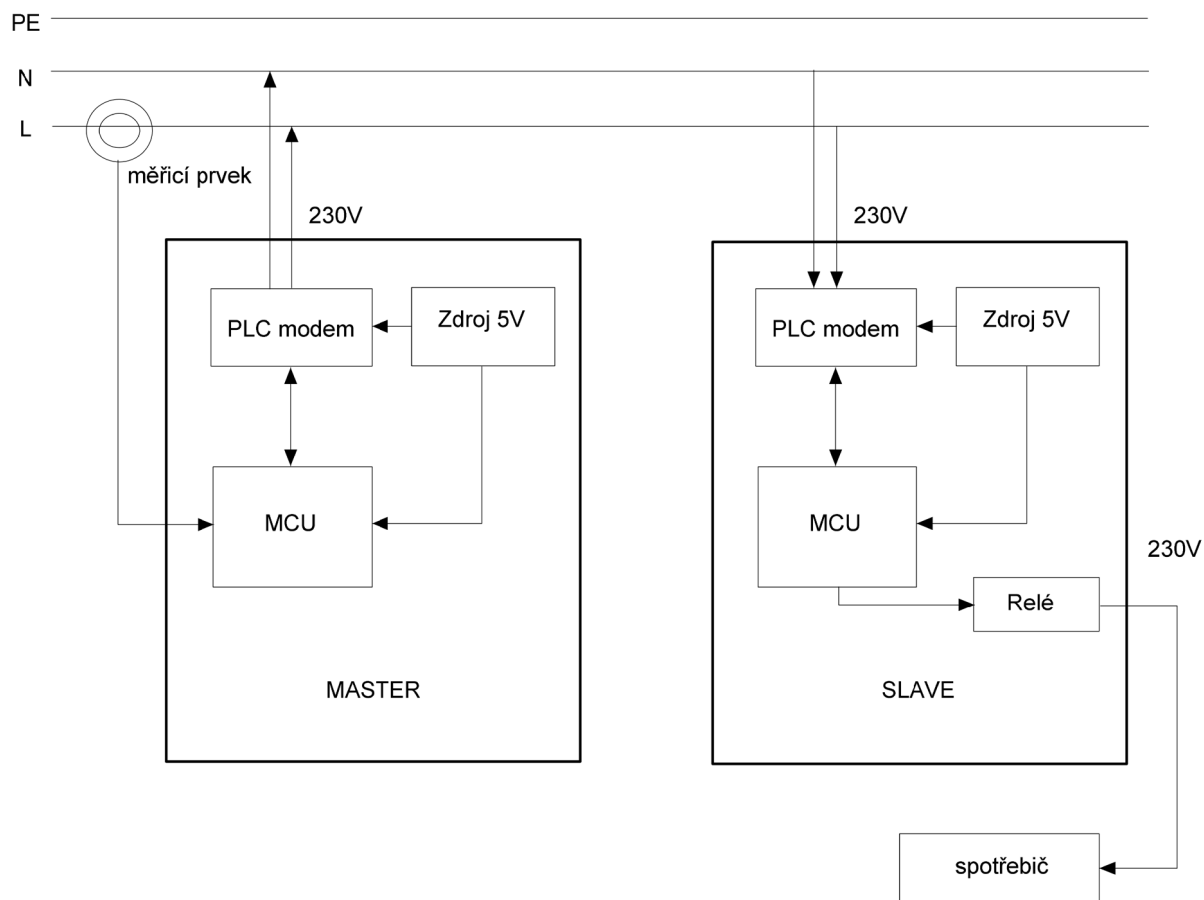 PE
N
L
měřicí prvek
230V
230V
PLC modem
Zdroj 5V
PLC modem
Zdroj 5V
MCU
MCU
230V
Relé
MASTER
SLAVE
spotřebič